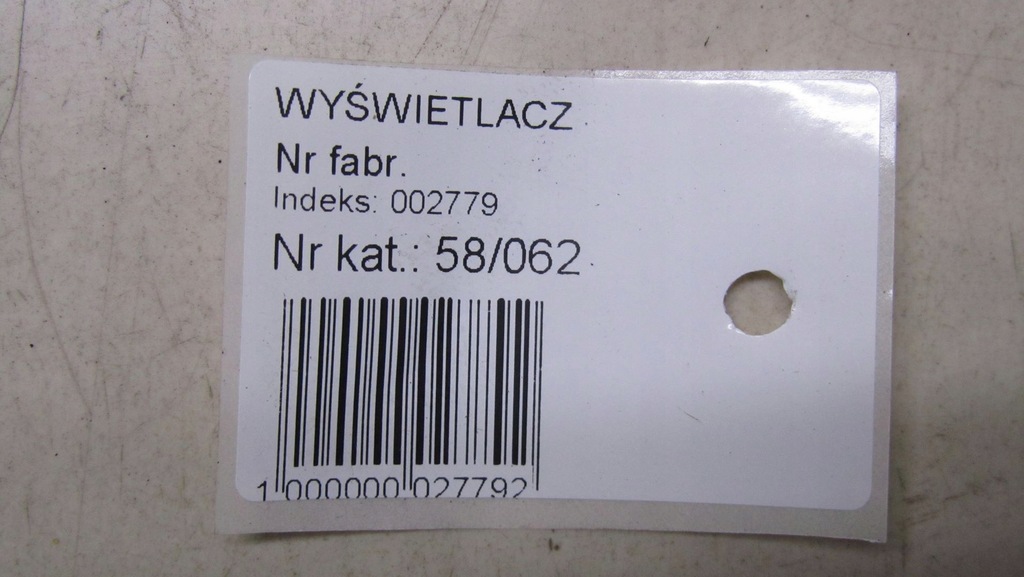 WYŚWIETLACZ
Nr fabr.
Indeks: 002779
Nr kat.: 58/062
1 000000 027792